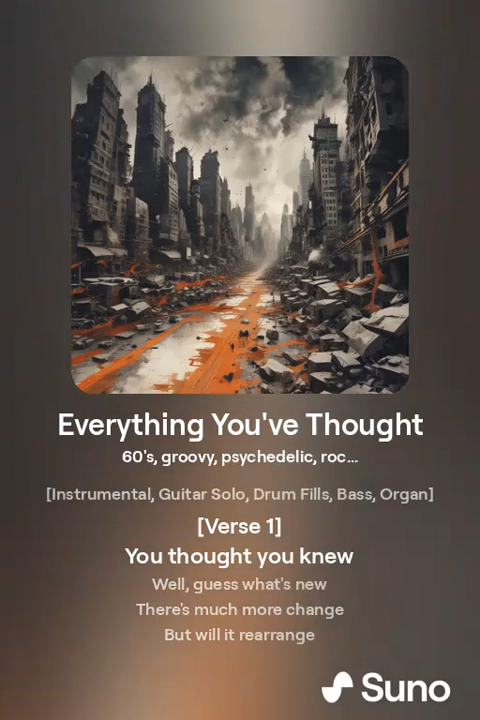 Everything You've Thought
60's, groovy, psychedelic, roc...
[Instrumental, Guitar Solo, Drum Fills, Bass, Organ]
[Verse 1]
You thought you knew
Well, guess what's new
There's much more change
But will it rearrange
Suno